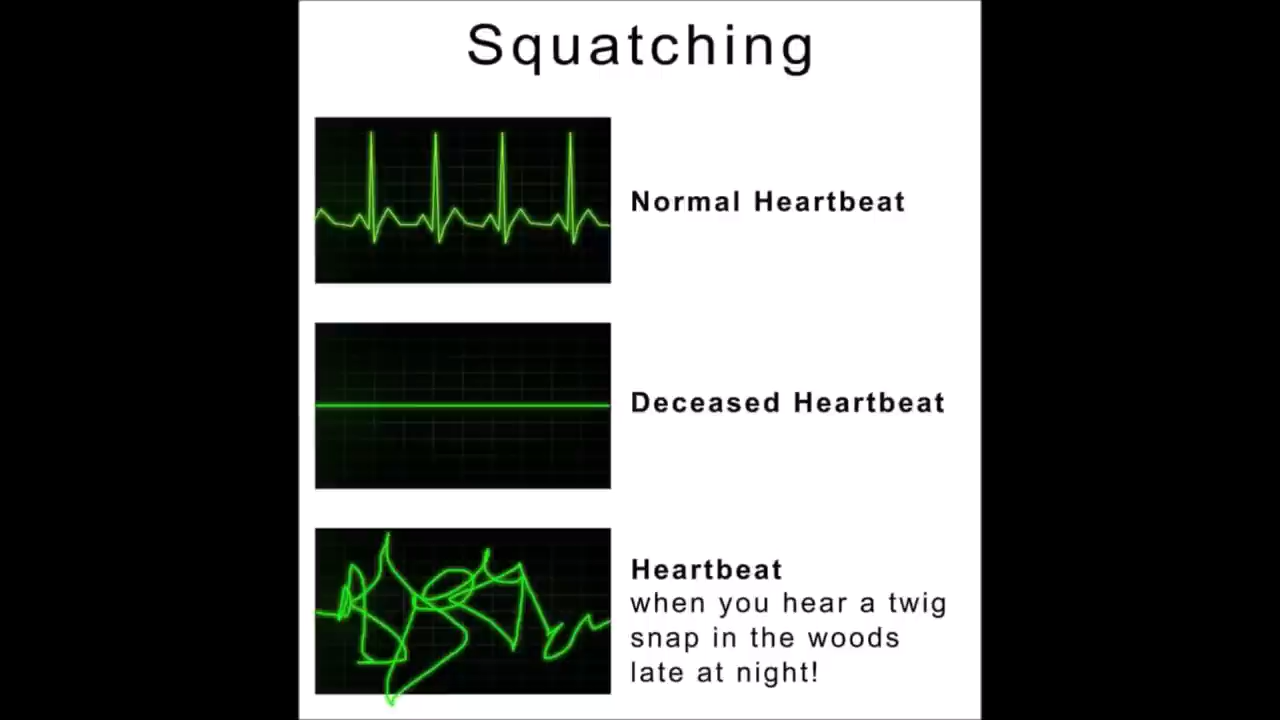 Squatching
Normal Heartbeat
Deceased Heartbeat
Heartbeat
when you hear a twig
snap in the woods
late at night!